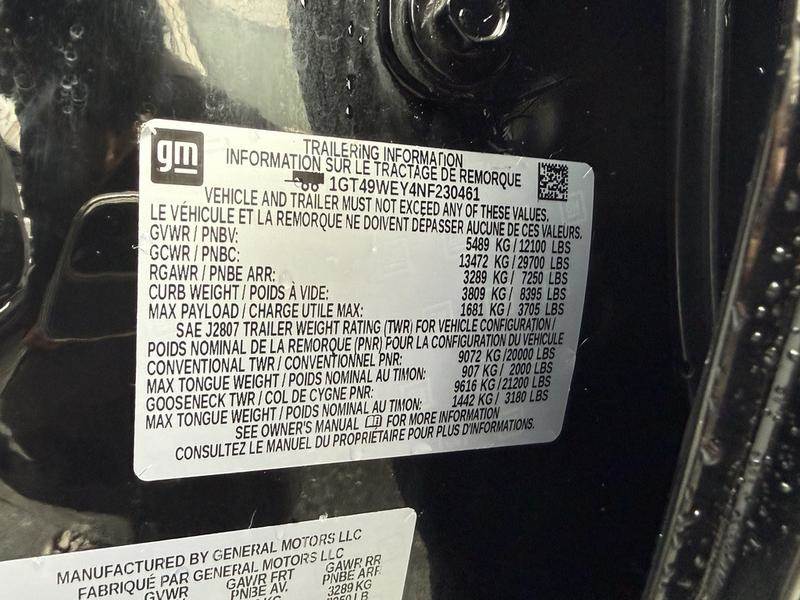 gm
TRAILERING INFORMATION
INFORMATION SUR LE TRACTAGE DE REMORQUE
1GT49WEY4NF230461
VEHICLE AND TRAILER MUST NOT EXCEED ANY OF THESE VALUES.
LE VÉHICULE ET LA REMORQUE NE DOIVENT DÉPASSER AUCUNE DE CES VALEURS.
GVWR / PNBV: 5489 KG / 12100 LBS
GCWR / PNBC: 13472 KG / 29700 LBS
RGAWR / PNBE ARR: 3289 KG / 7250 LBS
CURB WEIGHT / POIDS À VIDE: 3809 KG / 8395 LBS
MAX PAYLOAD / CHARGE UTILE MAX: 1681 KG / 3705 LBS
SAE J2807 TRAILER WEIGHT RATING (TWR) FOR VEHICLE CONFIGURATION /
POIDS NOMINAL DE LA REMORQUE (PNR) POUR LA CONFIGURATION DU VÉHICULE
CONVENTIONAL TWR / CONVENTIONNEL PNR: 9072 KG / 20000 LBS
MAX TONGUE WEIGHT / POIDS NOMINAL AU TIMON: 907 KG / 2000 LBS
GOOSENECK TWR / COL DE CYGNE PNR: 9616 KG / 21200 LBS
MAX TONGUE WEIGHT / POIDS NOMINAL AU TIMON: 1442 KG / 3180 LBS
SEE OWNER'S MANUAL FOR MORE INFORMATION
CONSULTEZ LE MANUEL DU PROPRIÉTAIRE POUR PLUS D'INFORMATIONS.
MANUFACTURED BY GENERAL MOTORS LLC
FABRIQUÉ PAR GENERAL MOTORS LLC
GVWR GAWR FRT GAWR RR
PNBE AV. PNBE ARR
3289 KG